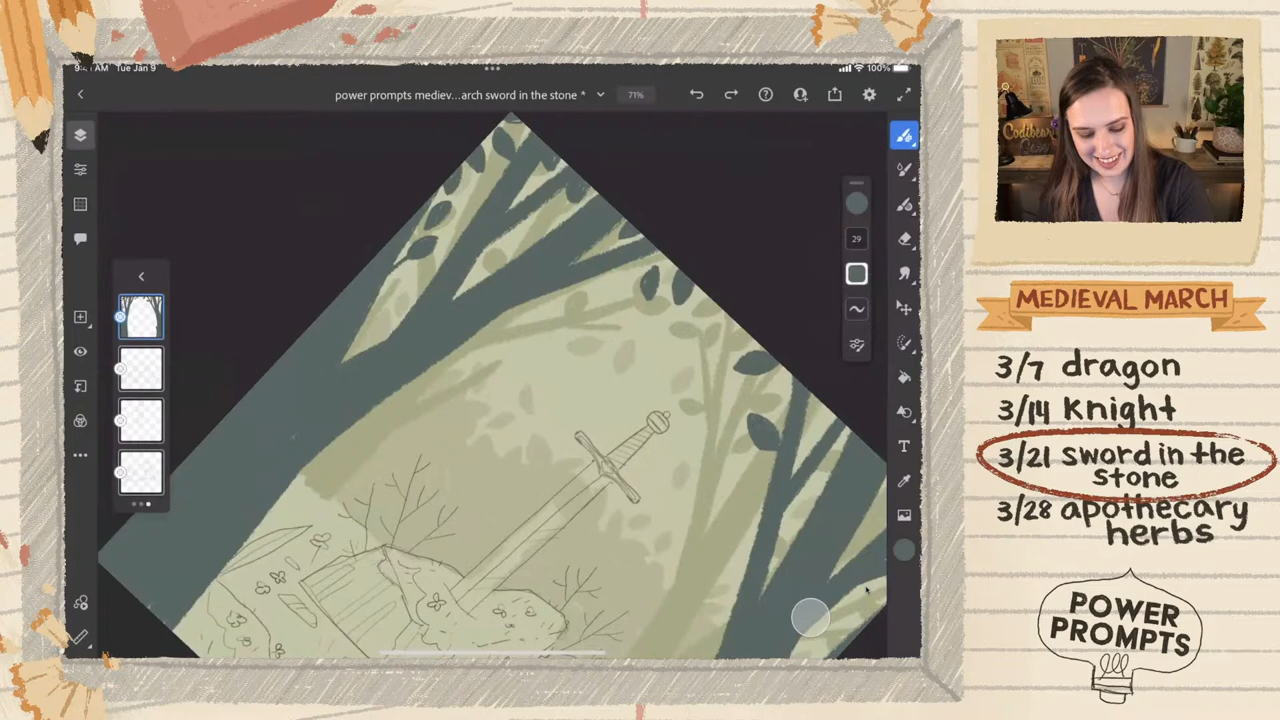 Tue Jan 9
100%
power prompts mediev...arch sword in the stone *
71%
29
T
Codibear
MEDIEVAL MARCH
3/7 dragon
3/14 Knight
3/21 sword in the
stone
3/28 apothecary
herbs
POWER
PROMPTS